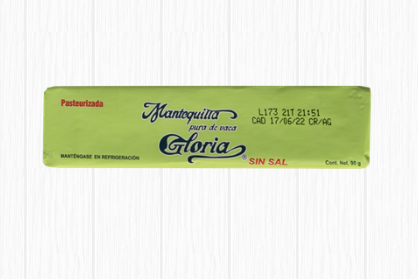 Pasteurizada
Mantequilla
pura de vaca
Gloria®
SIN SAL
L173 21T 21:51
CAD 17/06/22 CR/AG
MANTÉNGASE EN REFRIGERACIÓN
Cont. Net. 90 g